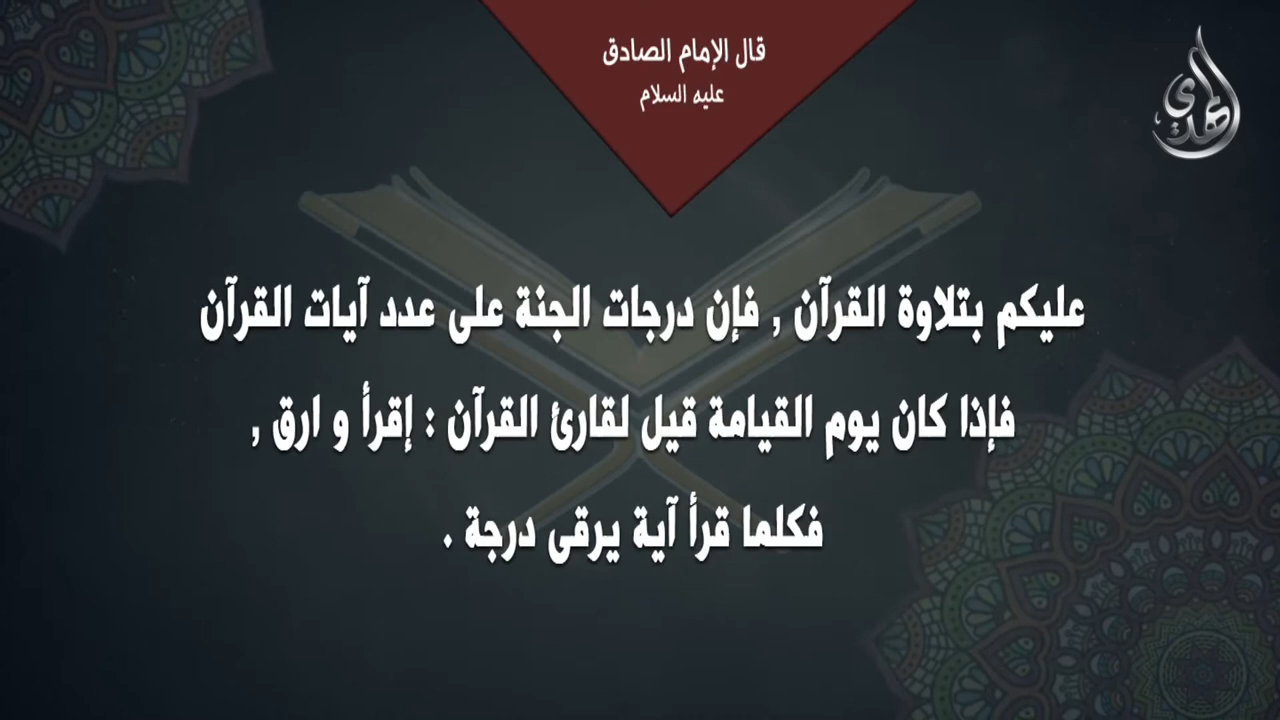 قال الإمام الصادق
عليه السلام
المهدي
عليكم بتلاوة القرآن , فإن درجات الجنة على عدد آيات القرآن
فإذا كان يوم القيامة قيل لقارئ القرآن : إقرأ و ارق ,
فكلما قرأ آية يرقى درجة .